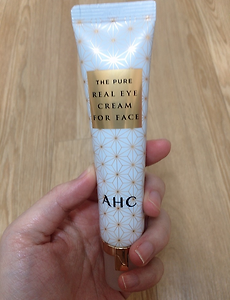 THE PURE
REAL EYE
CREAM
FOR FACE
AHC